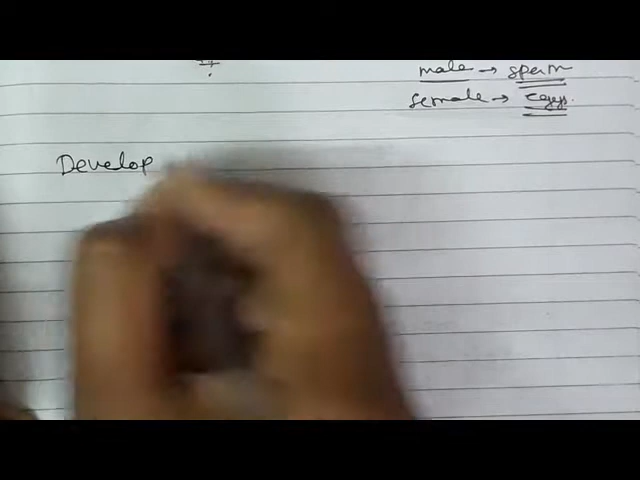 male → sperm
female → eggs.
Develop